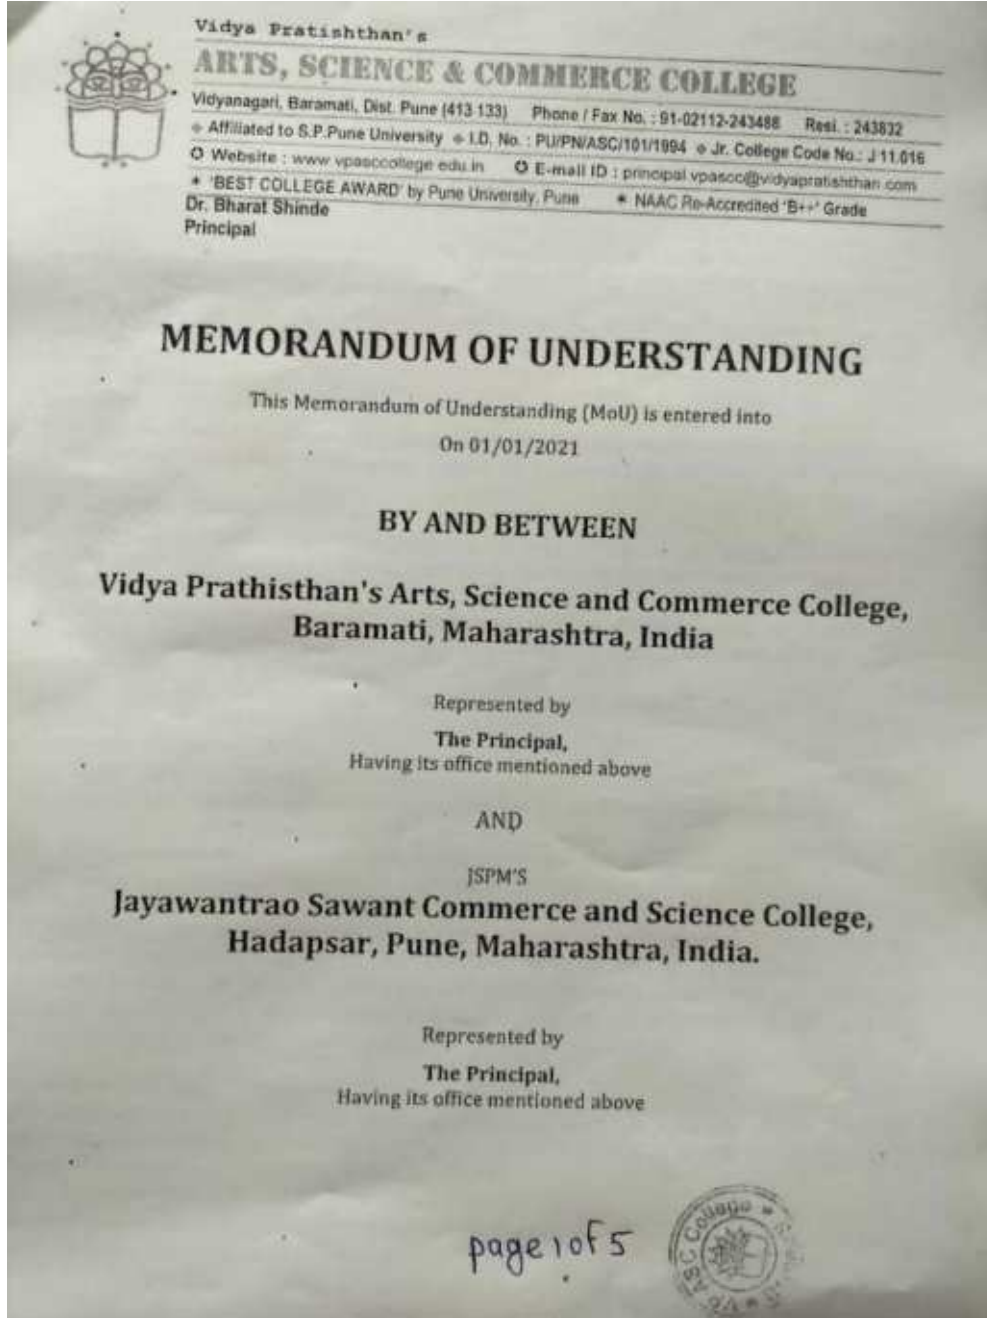 Vidya Pratishthan's
ARTS, SCIENCE & COMMERCE COLLEGE
Vidyanagari, Baramati, Dist. Pune (413 133) Phone / Fax No. : 91-02112-243488 Resi. : 243832
Affiliated to S.P.Pune University I.D. No. : PU/PN/ASC/101/1994 Jr. College Code No.: J 11.016
Website : www vpasccollege edu.in E-mail ID : principal.vpascc@vidyapratishthan.com
* 'BEST COLLEGE AWARD' by Pune University, Pune * NAAC Re-Accredited 'B++' Grade
Dr. Bharat Shinde
Principal
MEMORANDUM OF UNDERSTANDING
This Memorandum of Understanding (MoU) is entered into
On 01/01/2021
BY AND BETWEEN
Vidya Prathisthan's Arts, Science and Commerce College,
Baramati, Maharashtra, India
Represented by
The Principal,
Having its office mentioned above
AND
JSPM'S
Jayawantrao Sawant Commerce and Science College,
Hadapsar, Pune, Maharashtra, India.
Represented by
The Principal,
Having its office mentioned above
page 1 of 5
ASC College